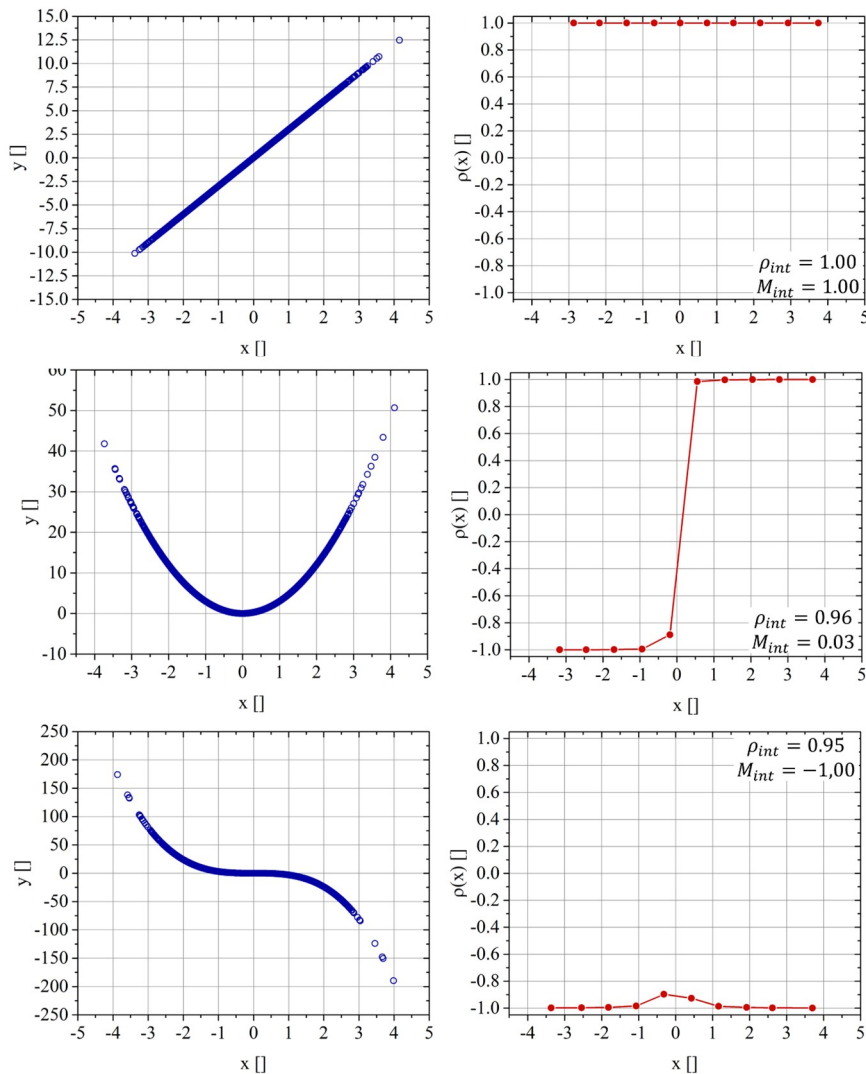 15.0
12.5
10.0
7.5
5.0
2.5
0.0
-2.5
-5.0
-7.5
-10.0
-12.5
-15.0
y []
-5 -4 -3 -2 -1 0 1 2 3 4 5
x []
1.0
0.8
0.6
0.4
0.2
0.0
-0.2
-0.4
-0.6
-0.8
-1.0
ρ(x) []
ρint = 1.00
Mint = 1.00
-4 -3 -2 -1 0 1 2 3 4 5
x []
60
50
40
30
20
10
0
-10
y []
-5 -4 -3 -2 -1 0 1 2 3 4 5
x []
1.0
0.8
0.6
0.4
0.2
0.0
-0.2
-0.4
-0.6
-0.8
-1.0
ρ(x) []
ρint = 0.96
Mint = 0.03
-4 -3 -2 -1 0 1 2 3 4 5
x []
250
200
150
100
50
0
-50
-100
-150
-200
-250
y []
-5 -4 -3 -2 -1 0 1 2 3 4 5
x []
1.0
0.8
0.6
0.4
0.2
0.0
-0.2
-0.4
-0.6
-0.8
-1.0
ρ(x) []
ρint = 0.95
Mint = −1,00
-4 -3 -2 -1 0 1 2 3 4 5
x []